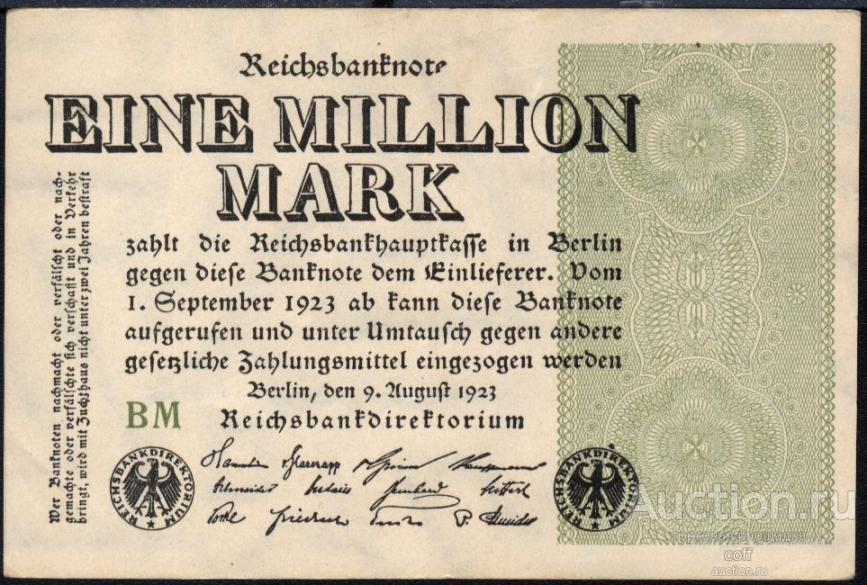 Reichsbanknote
EINE MILLION
MARK
zahlt die Reichsbankhauptkasse in Berlin
gegen diese Banknote dem Einlieferer. Vom
1. September 1923 ab kann diese Banknote
aufgerufen und unter Umtausch gegen andere
gesetzliche Zahlungsmittel eingezogen werden
Berlin, den 9. August 1923
BM
Reichsbankdirektorium
Wer Banknoten nachmacht oder verfälscht oder nach-
gemachte oder verfälschte sich verschafft und in Verkehr
bringt, wird mit Zuchthaus nicht unter zwei Jahren bestraft
REICHSBANKDIREKTORIUM
REICHSBANKDIREKTORIUM
Auction.ru
coff
auction.ru